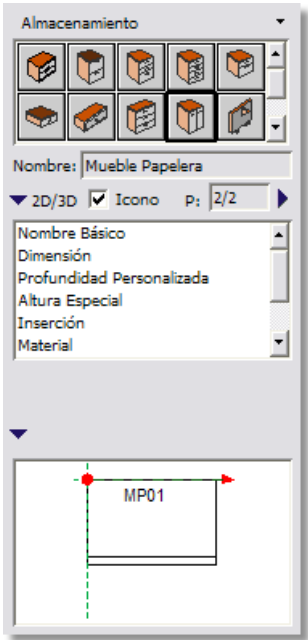 Almacenamiento
Nombre: Mueble Papelera
2D/3D Icono P: 2/2
Nombre Básico
Dimensión
Profundidad Personalizada
Altura Especial
Inserción
Material
MP01